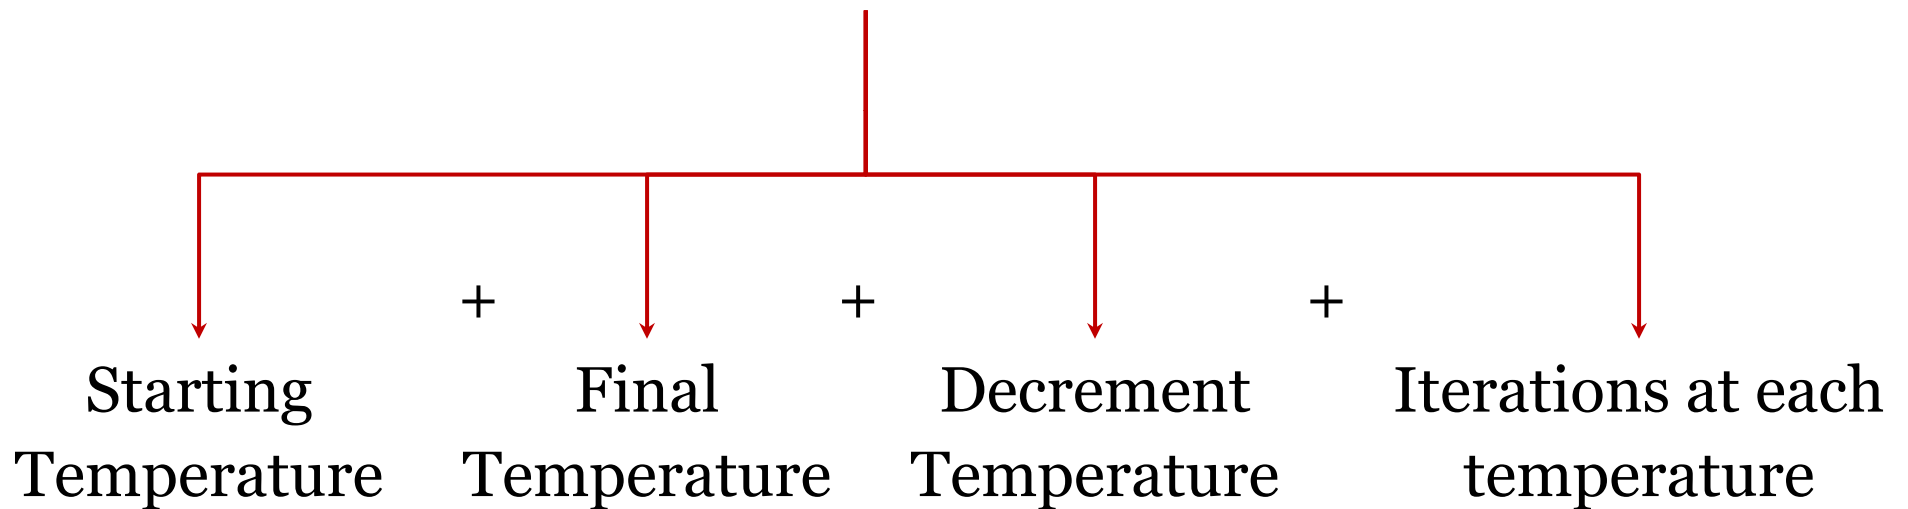 + + +
Starting Final Decrement Iterations at each
Temperature Temperature Temperature temperature